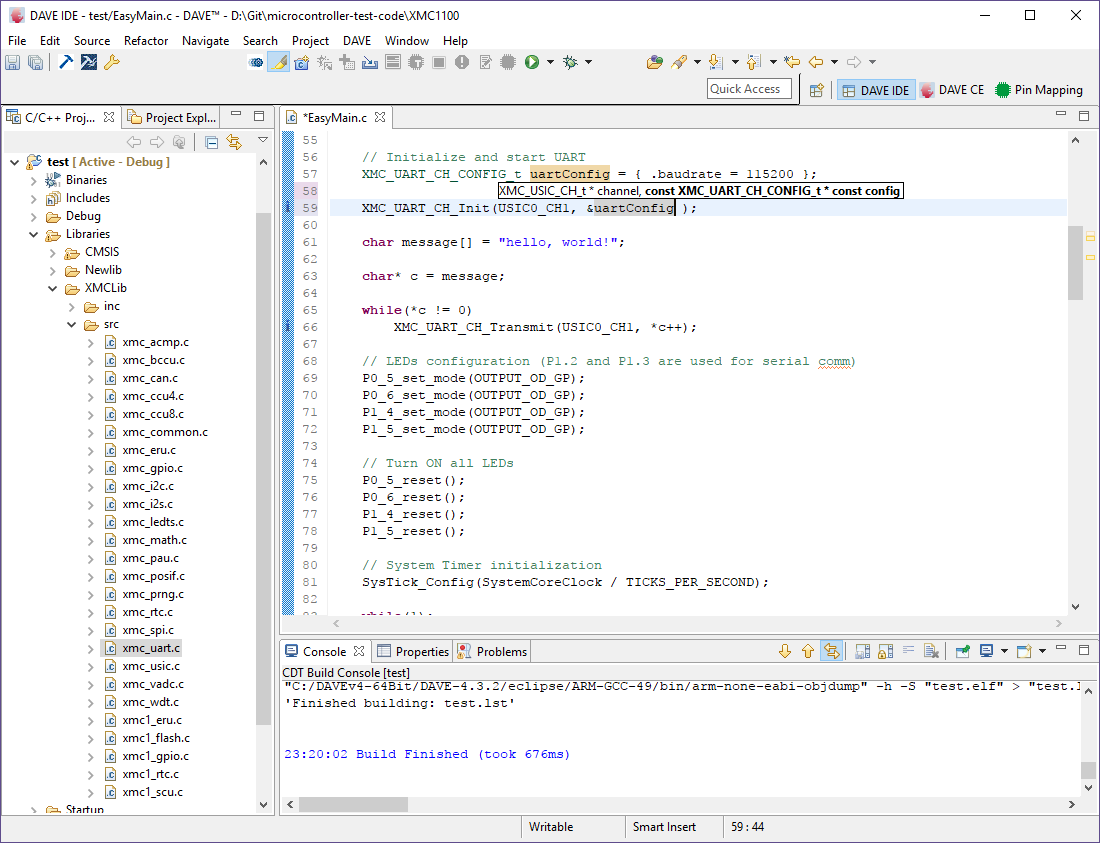 DAVE IDE - test/EasyMain.c - DAVE™ - D:\Git\microcontroller-test-code\XMC1100
File Edit Source Refactor Navigate Search Project DAVE Window Help
Quick Access
DAVE IDE
DAVE CE
Pin Mapping
C/C++ Proj...
Project Expl...
test [ Active - Debug ]
Binaries
Includes
Debug
Libraries
CMSIS
Newlib
XMCLib
inc
src
xmc_acmp.c
xmc_bccu.c
xmc_can.c
xmc_ccu4.c
xmc_ccu8.c
xmc_common.c
xmc_eru.c
xmc_gpio.c
xmc_i2c.c
xmc_i2s.c
xmc_ledts.c
xmc_math.c
xmc_pau.c
xmc_posif.c
xmc_prng.c
xmc_rtc.c
xmc_spi.c
xmc_uart.c
xmc_usic.c
xmc_vadc.c
xmc_wdt.c
xmc1_eru.c
xmc1_flash.c
xmc1_gpio.c
xmc1_rtc.c
xmc1_scu.c
Startup
*EasyMain.c
55
56 // Initialize and start UART
57 XMC_UART_CH_CONFIG_t uartConfig = { .baudrate = 115200 };
58
XMC_USIC_CH_t * channel, const XMC_UART_CH_CONFIG_t * const config
59 XMC_UART_CH_Init(USIC0_CH1, &uartConfig );
60
61 char message[] = "hello, world!";
62
63 char* c = message;
64
65 while(*c != 0)
66 XMC_UART_CH_Transmit(USIC0_CH1, *c++);
67
68 // LEDs configuration (P1.2 and P1.3 are used for serial comm)
69 P0_5_set_mode(OUTPUT_OD_GP);
70 P0_6_set_mode(OUTPUT_OD_GP);
71 P1_4_set_mode(OUTPUT_OD_GP);
72 P1_5_set_mode(OUTPUT_OD_GP);
73
74 // Turn ON all LEDs
75 P0_5_reset();
76 P0_6_reset();
77 P1_4_reset();
78 P1_5_reset();
79
80 // System Timer initialization
81 SysTick_Config(SystemCoreClock / TICKS_PER_SECOND);
82
83 while(1);
Console
Properties
Problems
CDT Build Console [test]
"C:/DAVEv4-64Bit/DAVE-4.3.2/eclipse/ARM-GCC-49/bin/arm-none-eabi-objdump" -h -S "test.elf" > "test.l
'Finished building: test.lst'
23:20:02 Build Finished (took 676ms)
Writable
Smart Insert
59 : 44